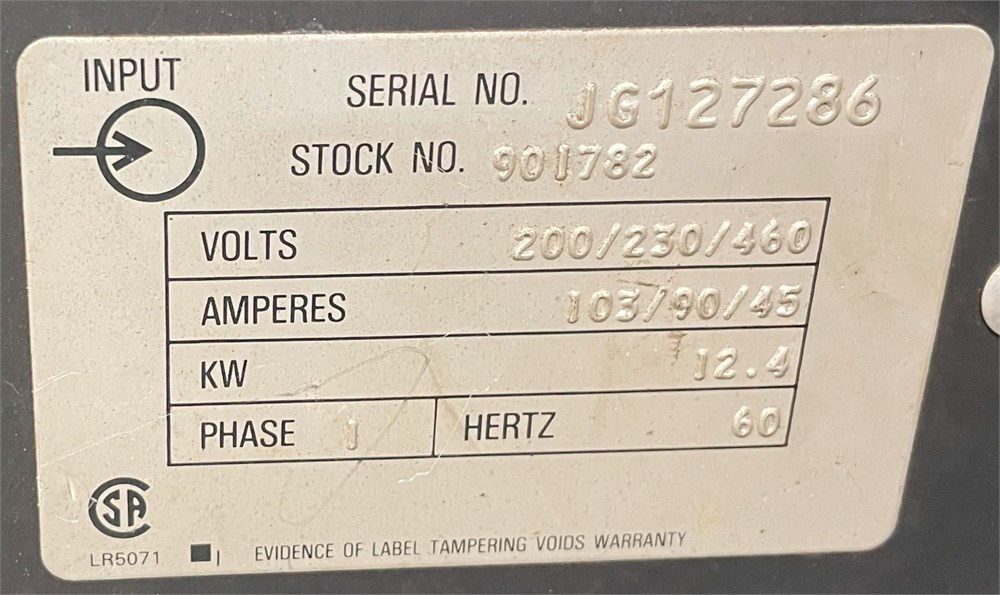 INPUT
SERIAL NO. JG127286
STOCK NO. 901782
VOLTS 200/230/460
AMPERES 103/90/45
KW 12.4
PHASE 1 HERTZ 60
SA
LR5071
EVIDENCE OF LABEL TAMPERING VOIDS WARRANTY